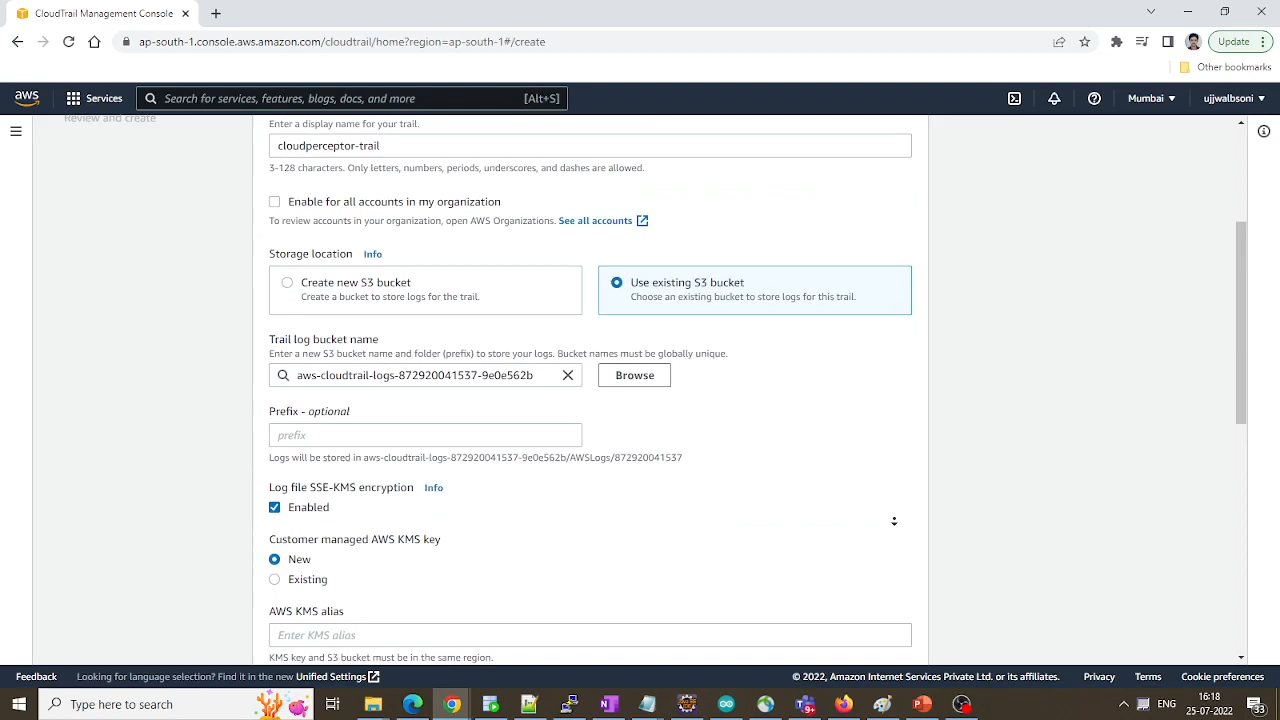 CloudTrail Management Console
ap-south-1.console.aws.amazon.com/cloudtrail/home?region=ap-south-1#/create
Update
Other bookmarks
aws
Services
Search for services, features, blogs, docs, and more
[Alt+S]
Mumbai
ujjwalbson
Review and create
Enter a display name for your trail.
cloudperceptor-trail
3-128 characters. Only letters, numbers, periods, underscores, and dashes are allowed.
Enable for all accounts in my organization
To review accounts in your organization, open AWS Organizations. See all accounts
Storage location Info
Create new S3 bucket
Create a bucket to store logs for the trail.
Use existing S3 bucket
Choose an existing bucket to store logs for this trail.
Trail log bucket name
Enter a new S3 bucket name and folder (prefix) to store your logs. Bucket names must be globally unique.
aws-cloudtrail-logs-872920041537-9e0e562b
Browse
Prefix - optional
prefix
Logs will be stored in aws-cloudtrail-logs-872920041537-9e0e562b/AWSLogs/872920041537
Log file SSE-KMS encryption Info
Enabled
Customer managed AWS KMS key
New
Existing
AWS KMS alias
Enter KMS alias
KMS key and S3 bucket must be in the same region.
Feedback
Looking for language selection? Find it in the new Unified Settings
© 2022, Amazon Internet Services Private Ltd. or its affiliates.
Privacy
Terms
Cookie preferences
Type here to search
ENG
16:18
25-07-2022